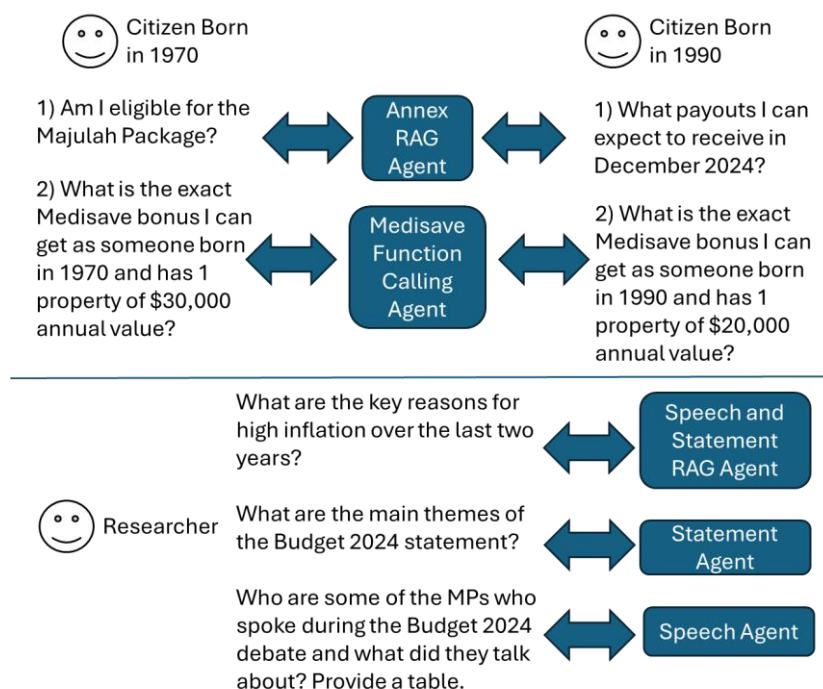 Citizen Born
in 1970
Citizen Born
in 1990
1) Am I eligible for the
Majulah Package?
Annex
RAG
Agent
1) What payouts I can
expect to receive in
December 2024?
2) What is the exact
Medisave bonus I can
get as someone born
in 1970 and has 1
property of $30,000
annual value?
Medisave
Function
Calling
Agent
2) What is the exact
Medisave bonus I can
get as someone born
in 1990 and has 1
property of $20,000
annual value?
What are the key reasons for
high inflation over the last two
years?
Speech and
Statement
RAG Agent
Researcher
What are the main themes of
the Budget 2024 statement?
Statement
Agent
Who are some of the MPs who
spoke during the Budget 2024
debate and what did they talk
about? Provide a table.
Speech Agent